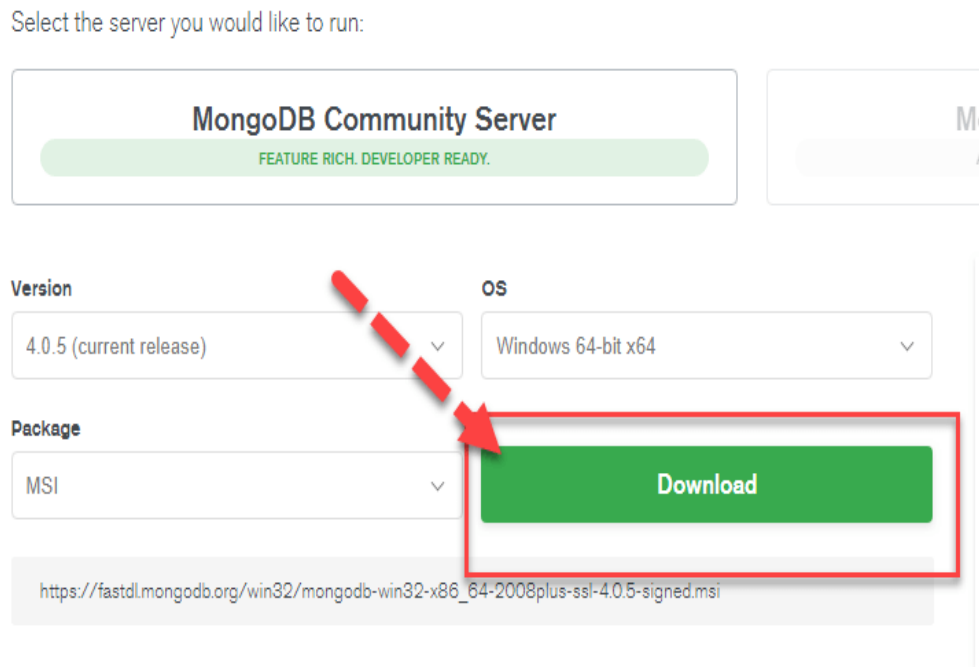 Select the server you would like to run:
MongoDB Community Server
FEATURE RICH. DEVELOPER READY.
Version
OS
4.0.5 (current release)
Windows 64-bit x64
Package
MSI
Download
https://fastdl.mongodb.org/win32/mongodb-win32-x86_64-2008plus-ssl-4.0.5-signed.msi